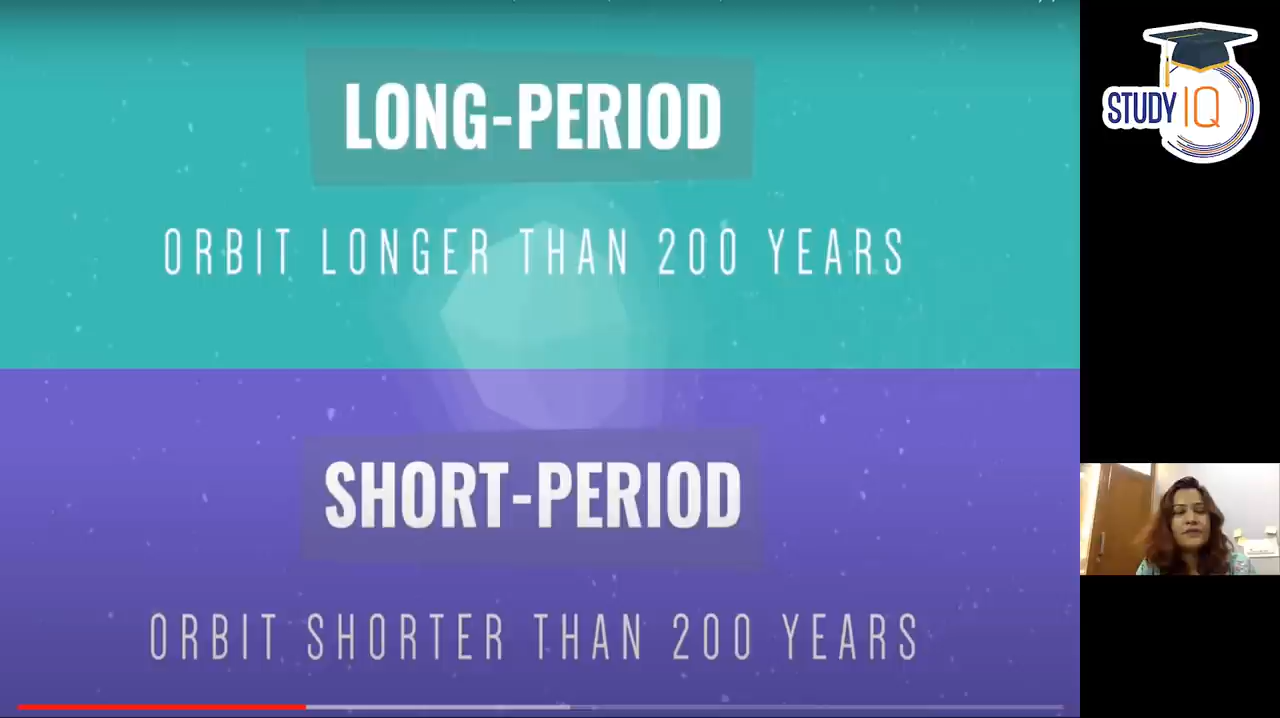 LONG-PERIOD
ORBIT LONGER THAN 200 YEARS
SHORT-PERIOD
ORBIT SHORTER THAN 200 YEARS
STUDY IQ